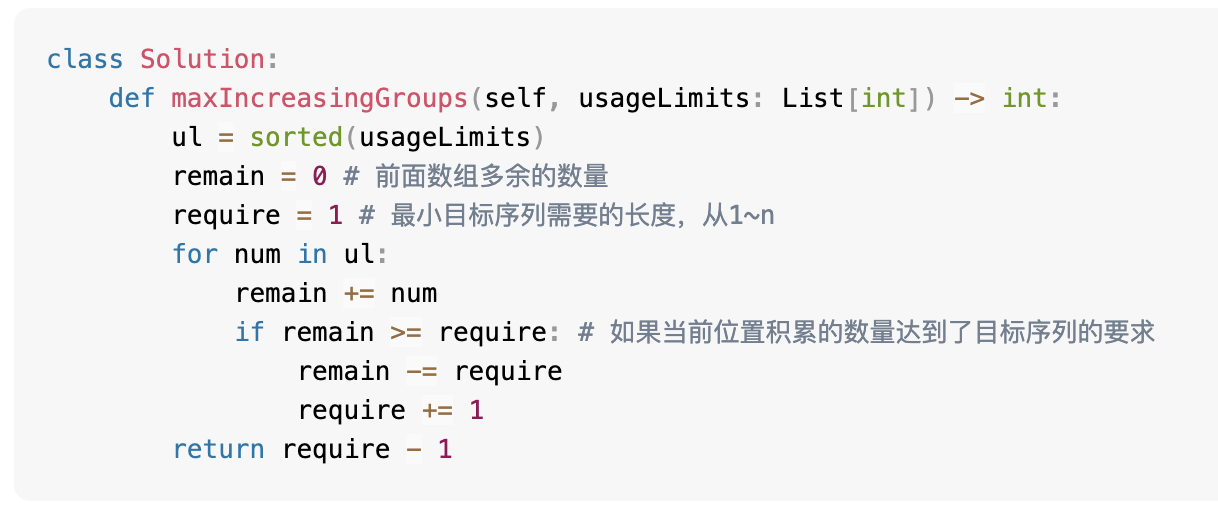 class Solution:
    def maxIncreasingGroups(self, usageLimits: List[int]) -> int:
        ul = sorted(usageLimits)
        remain = 0 # 前面数组多余的数量
        require = 1 # 最小目标序列需要的长度，从1~n
        for num in ul:
            remain += num
            if remain >= require: # 如果当前位置积累的数量达到了目标序列的要求
                remain -= require
                require += 1
        return require - 1